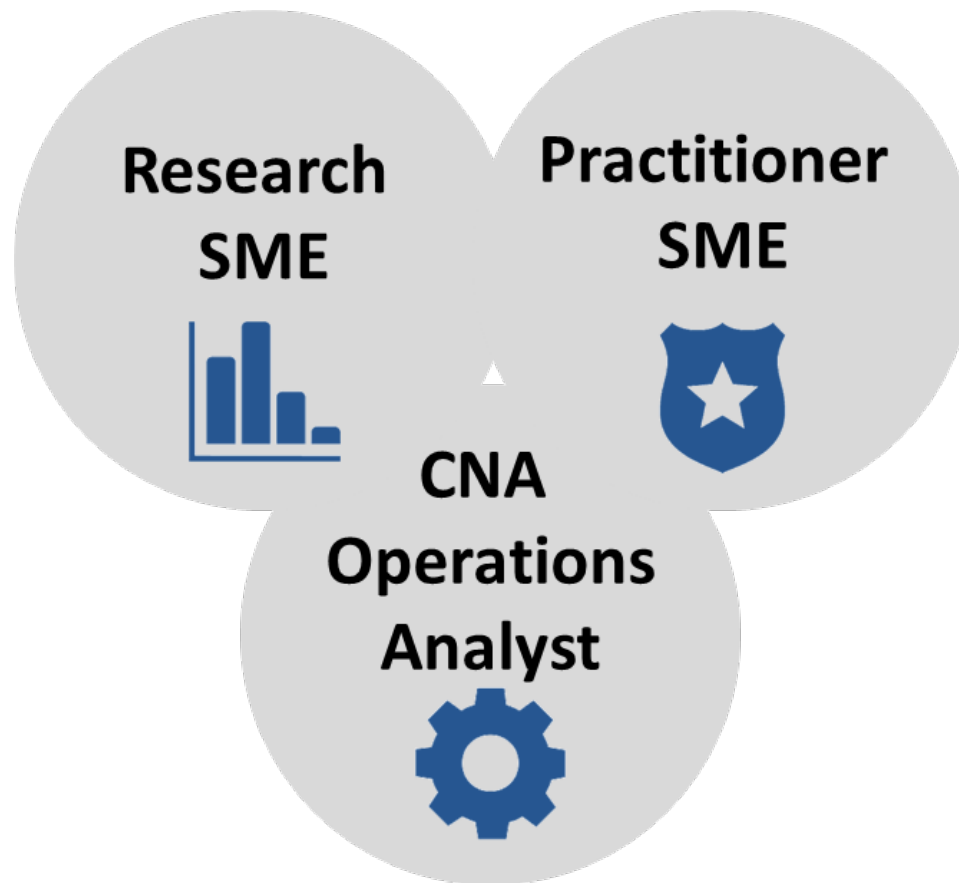 Research
SME
Practitioner
SME
CNA
Operations
Analyst